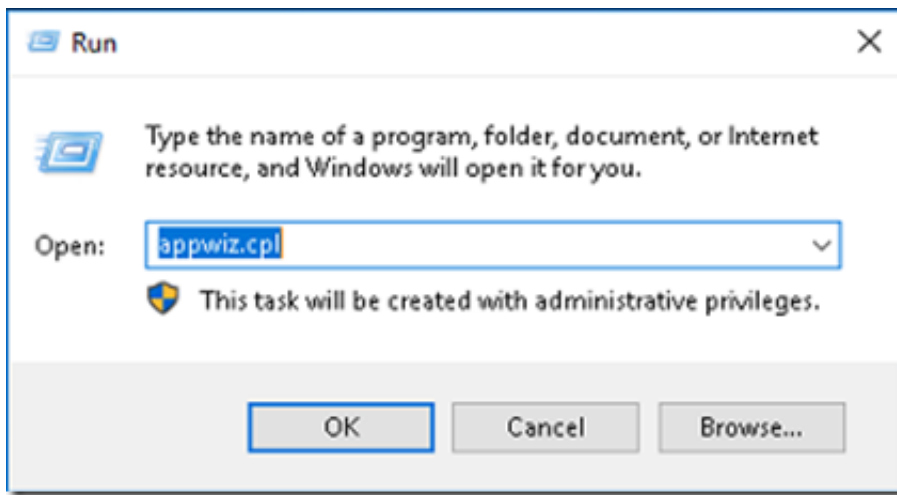 Run
Type the name of a program, folder, document, or Internet
resource, and Windows will open it for you.
Open: appwiz.cpl
This task will be created with administrative privileges.
OK Cancel Browse...